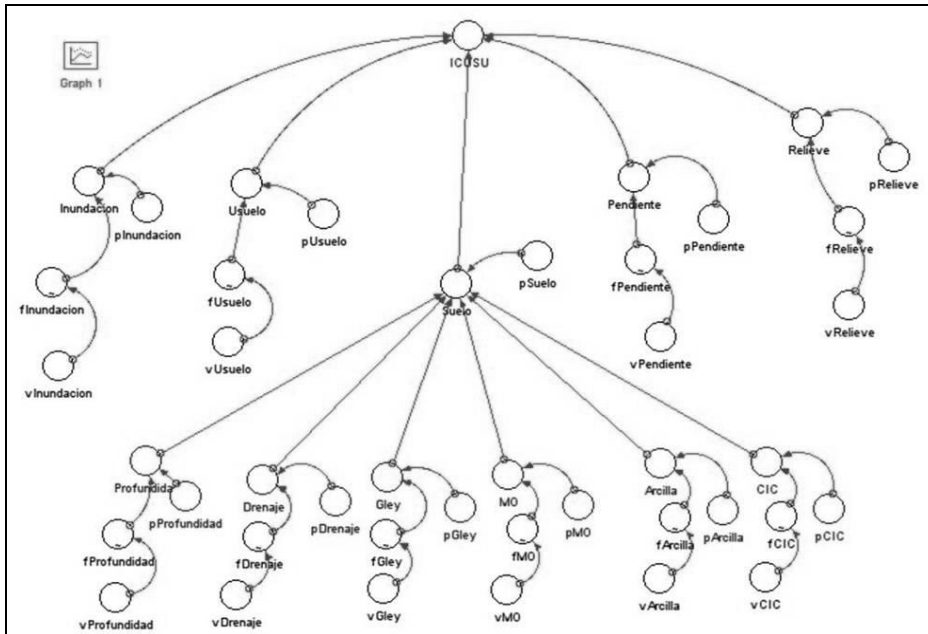 ICUSU
Graph 1
Relieve
pRelieve
Inundacion
pInundacion
Usuelo
pUsuelo
Pendiente
pPendiente
fRelieve
fInundacion
fUsuelo
pSuelo
fPendiente
Suelo
vRelieve
vInundacion
vUsuelo
vPendiente
Profundida
pProfundidad
Drenaje
pDrenaje
Gley
pGley
MO
pMO
Arcilla
pArcilla
CIC
pCIC
fProfundidad
fDrenaje
fGley
fMO
fArcilla
fCIC
vProfundidad
vDrenaje
vGley
vMO
vArcilla
vCIC